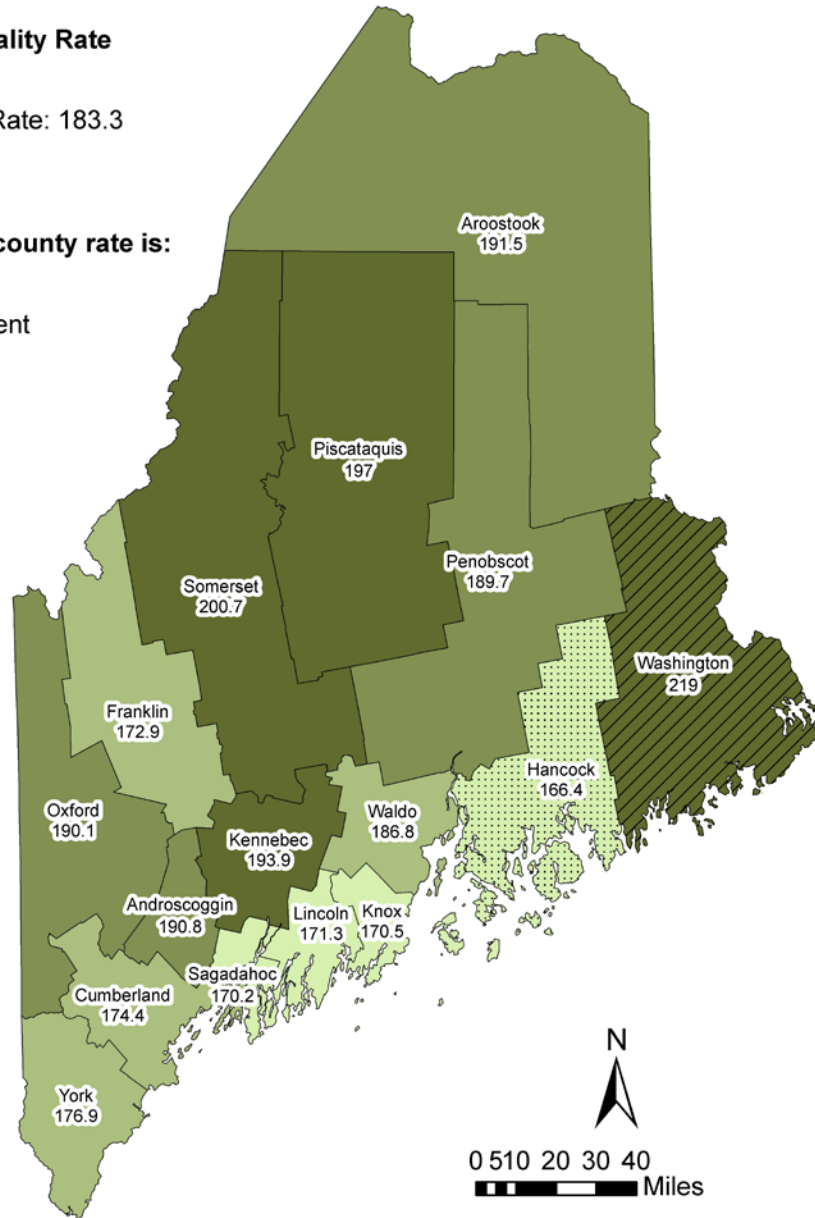 ality Rate
Rate: 183.3
county rate is:
ent
Aroostook
191.5
Piscataquis
197
Somerset
200.7
Penobscot
189.7
Washington
219
Franklin
172.9
Hancock
166.4
Oxford
190.1
Waldo
186.8
Kennebec
193.9
Androscoggin
190.8
Lincoln
171.3
Knox
170.5
Sagadahoc
170.2
Cumberland
174.4
York
176.9
N
0 510 20 30 40
Miles